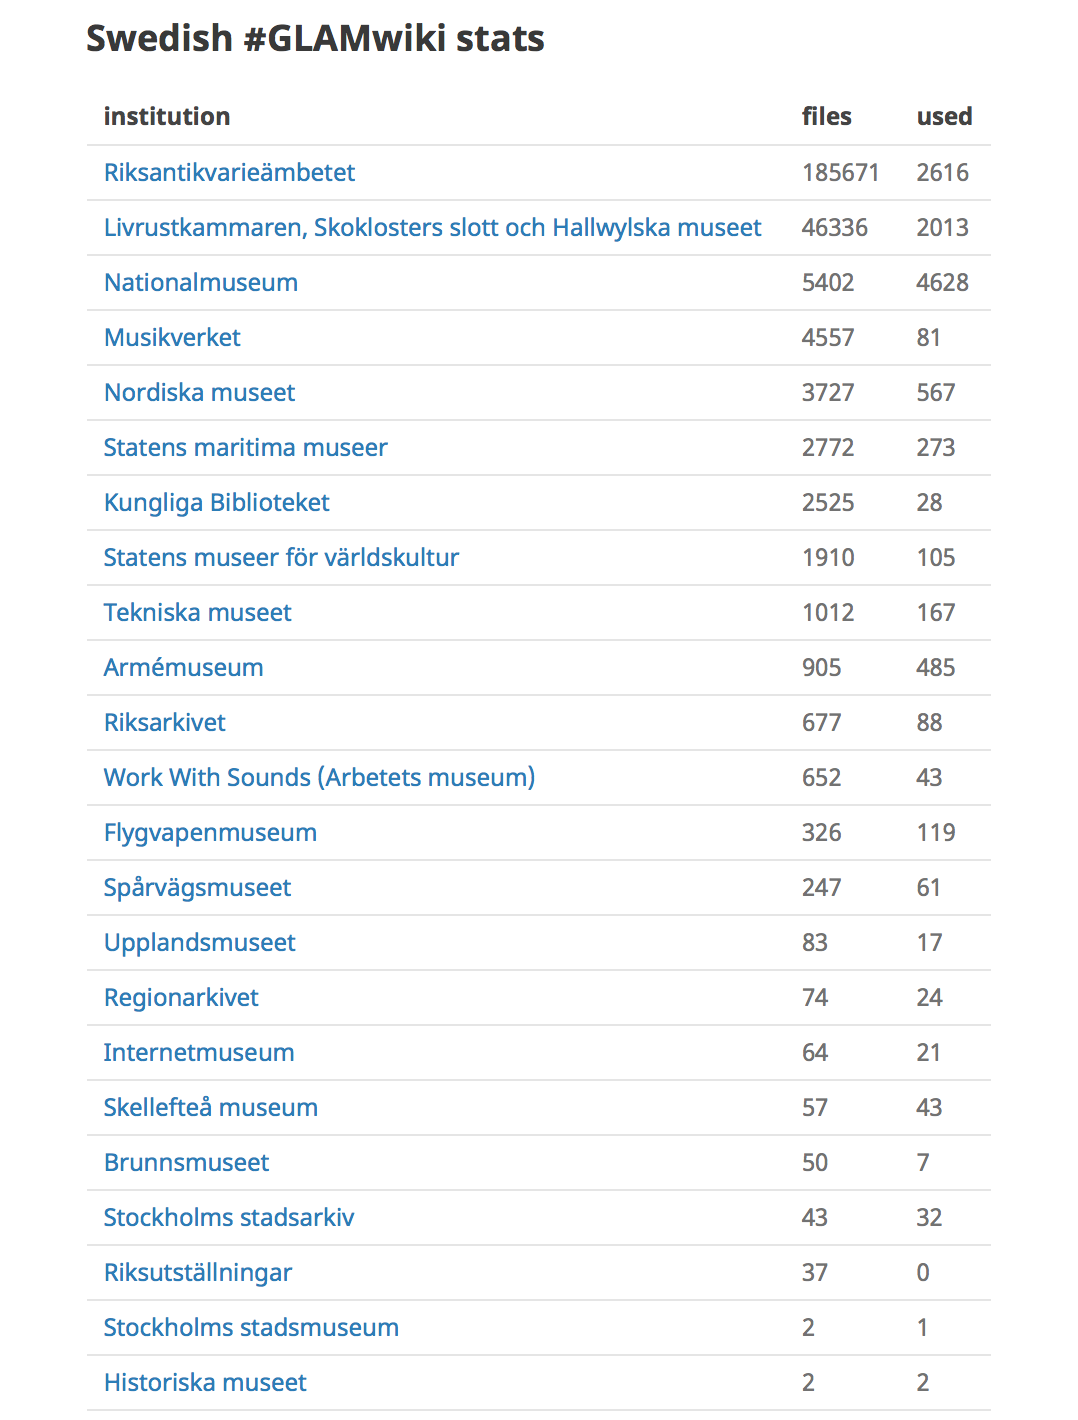 Swedish #GLAMwiki stats
institution files used
Riksantikvarieämbetet 185671 2616
Livrustkammaren, Skoklosters slott och Hallwylska museet 46336 2013
Nationalmuseum 5402 4628
Musikverket 4557 81
Nordiska museet 3727 567
Statens maritima museer 2772 273
Kungliga Biblioteket 2525 28
Statens museer för världskultur 1910 105
Tekniska museet 1012 167
Armémuseum 905 485
Riksarkivet 677 88
Work With Sounds (Arbetets museum) 652 43
Flygvapenmuseum 326 119
Spårvägsmuseet 247 61
Upplandsmuseet 83 17
Regionarkivet 74 24
Internetmuseum 64 21
Skellefteå museum 57 43
Brunnsmuseet 50 7
Stockholms stadsarkiv 43 32
Riksutställningar 37 0
Stockholms stadsmuseum 2 1
Historiska museet 2 2